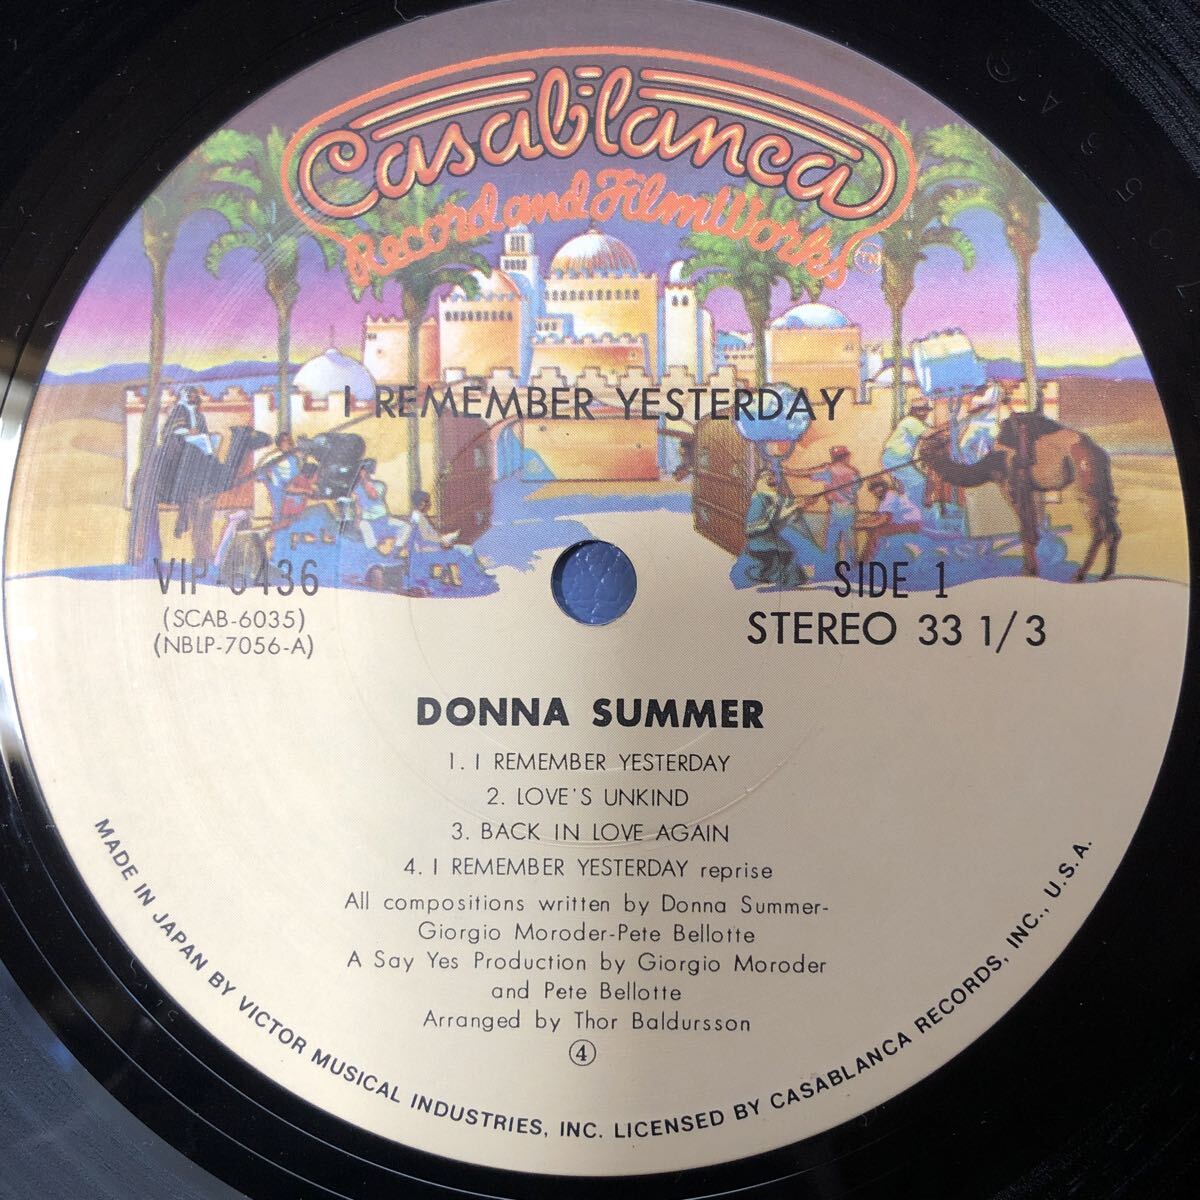 Casablanca
Record and FilmWorks
TM
I REMEMBER YESTERDAY
VIP-6436
(SCAB-6035)
(NBLP-7056-A)
SIDE 1
STEREO 33 1/3
DONNA SUMMER
1. I REMEMBER YESTERDAY
2. LOVE'S UNKIND
3. BACK IN LOVE AGAIN
4. I REMEMBER YESTERDAY reprise
All compositions written by Donna Summer-
Giorgio Moroder-Pete Bellotte
A Say Yes Production by Giorgio Moroder
and Pete Bellotte
Arranged by Thor Baldursson
④
MADE IN JAPAN BY VICTOR MUSICAL INDUSTRIES, INC. LICENSED BY CASABLANCA RECORDS, INC., U.S.A.